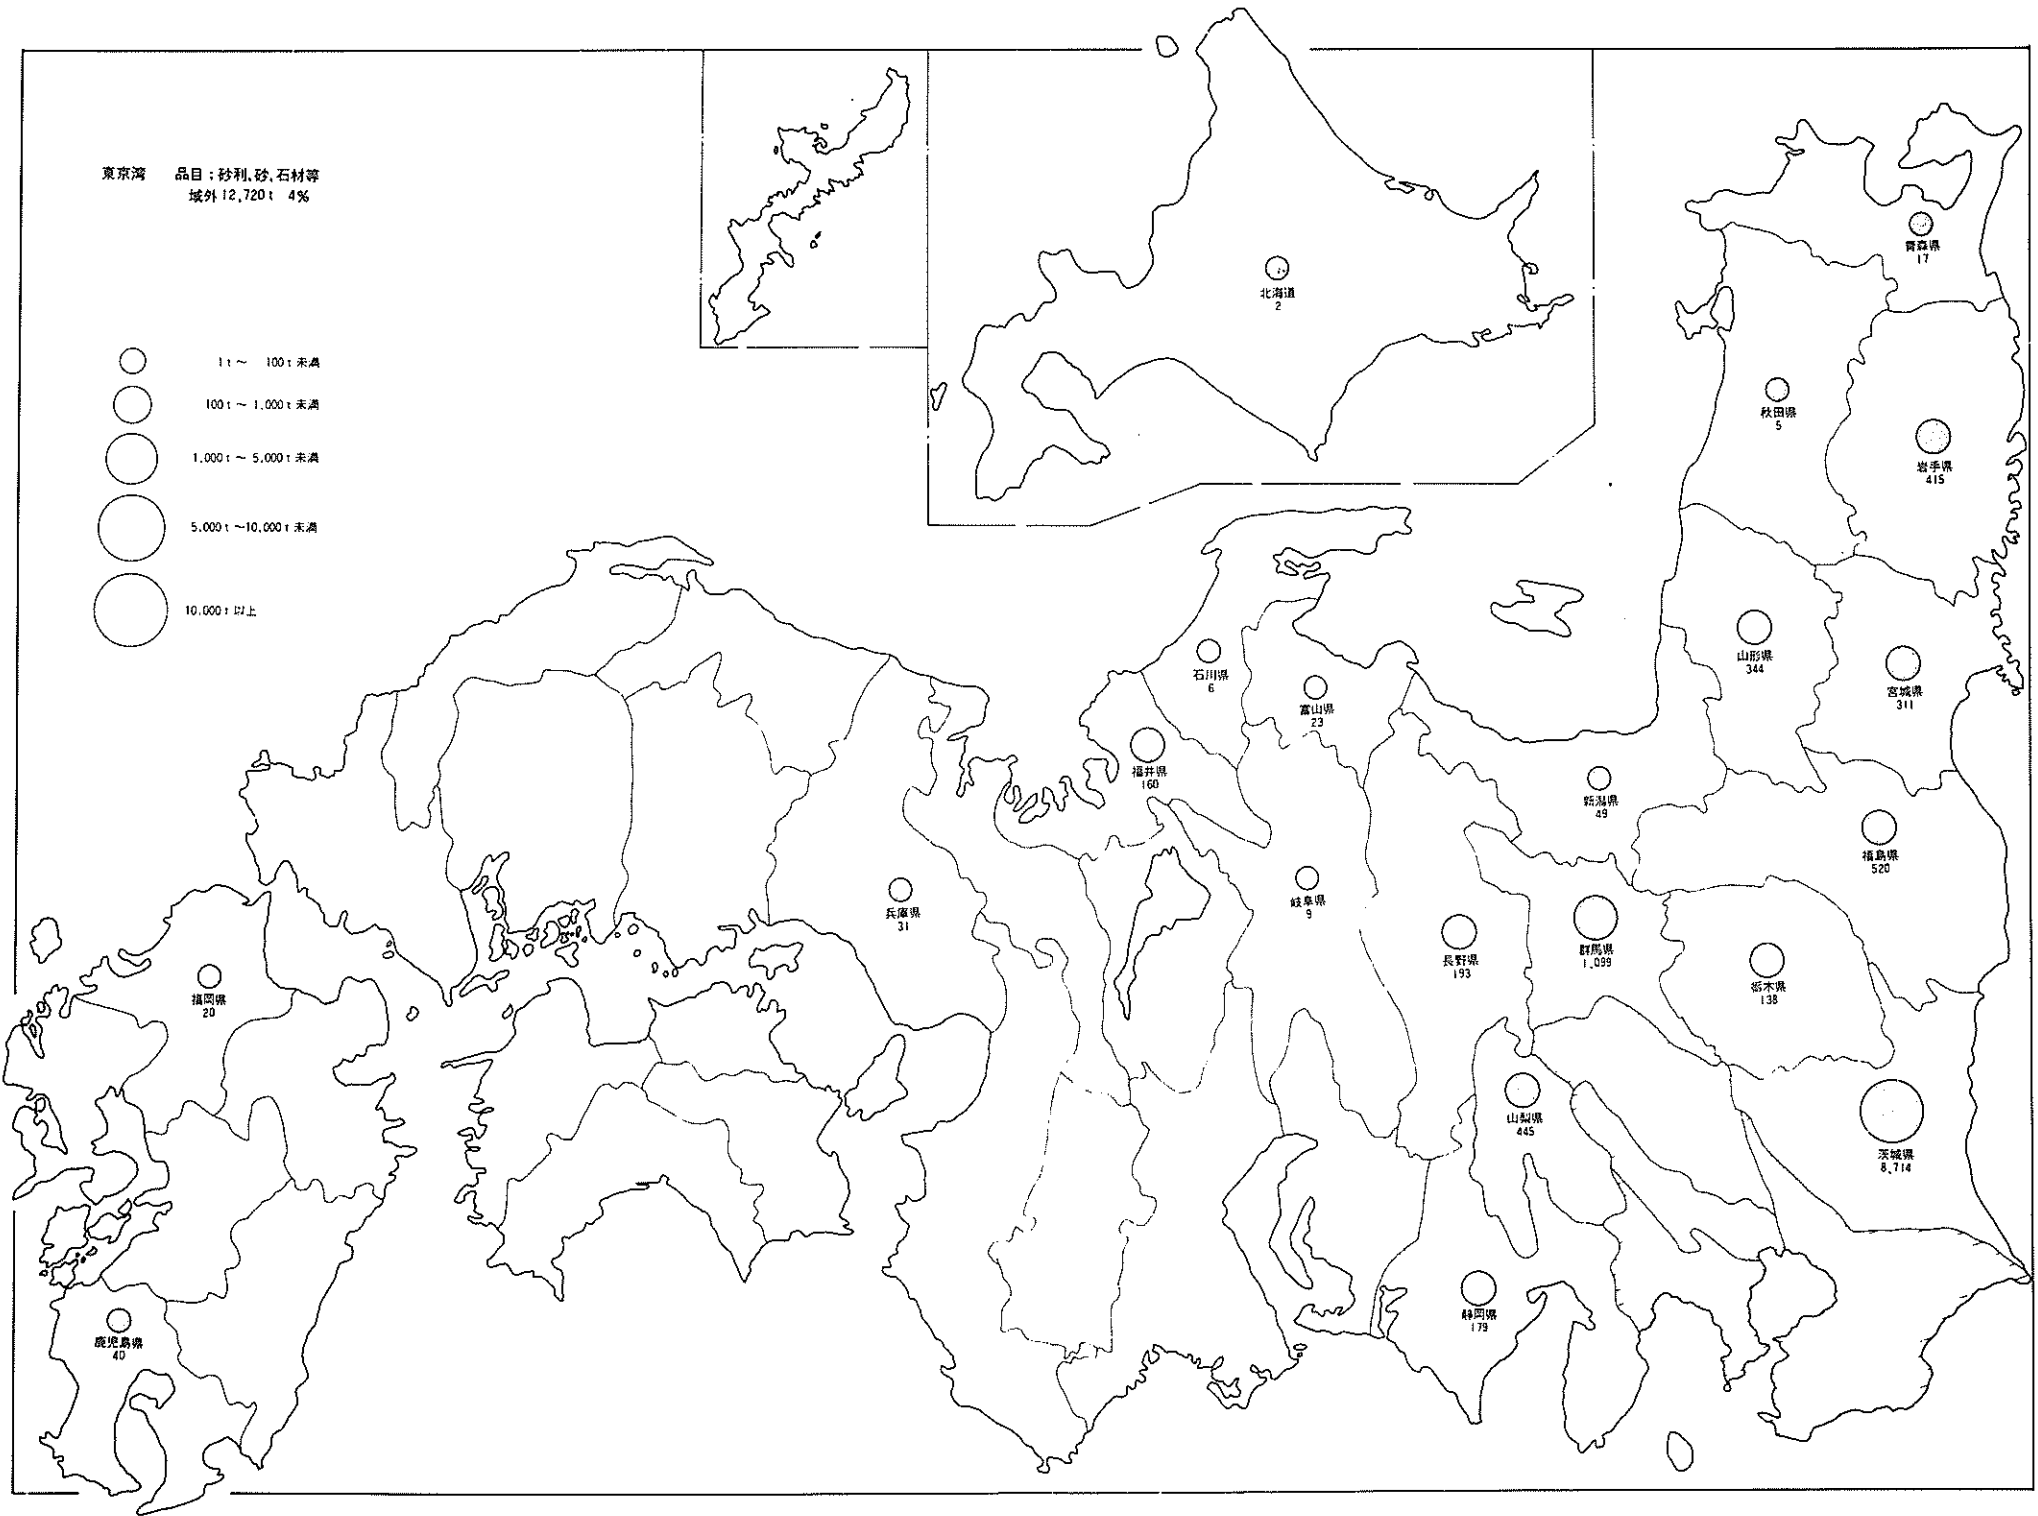 東京湾　品目：砂利、砂、石材等
域外12,720t 4%
1t～ 100t未満
100t～ 1,000t未満
1,000t～ 5,000t未満
5,000t～10,000t未満
10,000t以上
北海道
2
青森県
17
秋田県
5
岩手県
415
山形県
344
宮城県
311
石川県
6
富山県
23
福井県
160
新潟県
49
福島県
520
兵庫県
31
岐阜県
9
長野県
193
群馬県
1,099
栃木県
138
福岡県
20
山梨県
445
茨城県
8,714
静岡県
179
鹿児島県
40